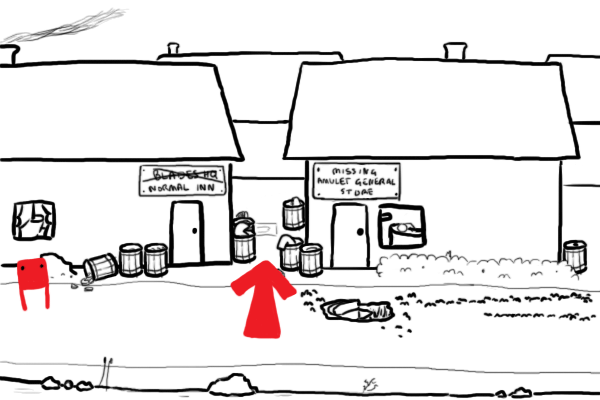 BLADES HQ
NORMAL INN
MISSING
AMULET GENERAL
STORE